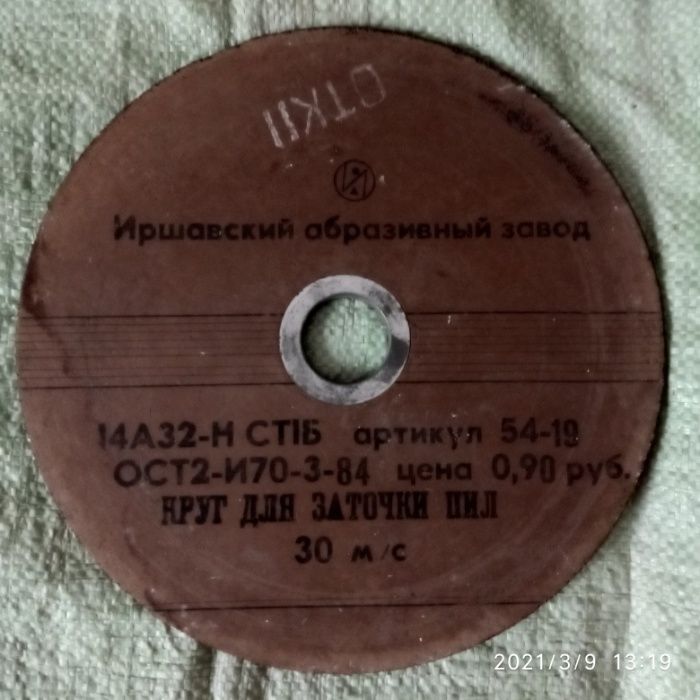 ОТК11
Иршавский абразивный завод
14А32-Н СТ1Б артикул 54-19
ОСТ2-И70-3-84 цена 0,90 руб.
КРУГ ДЛЯ ЗАТОЧКИ ПИЛ
30 м/с
2021/3/9 13:19